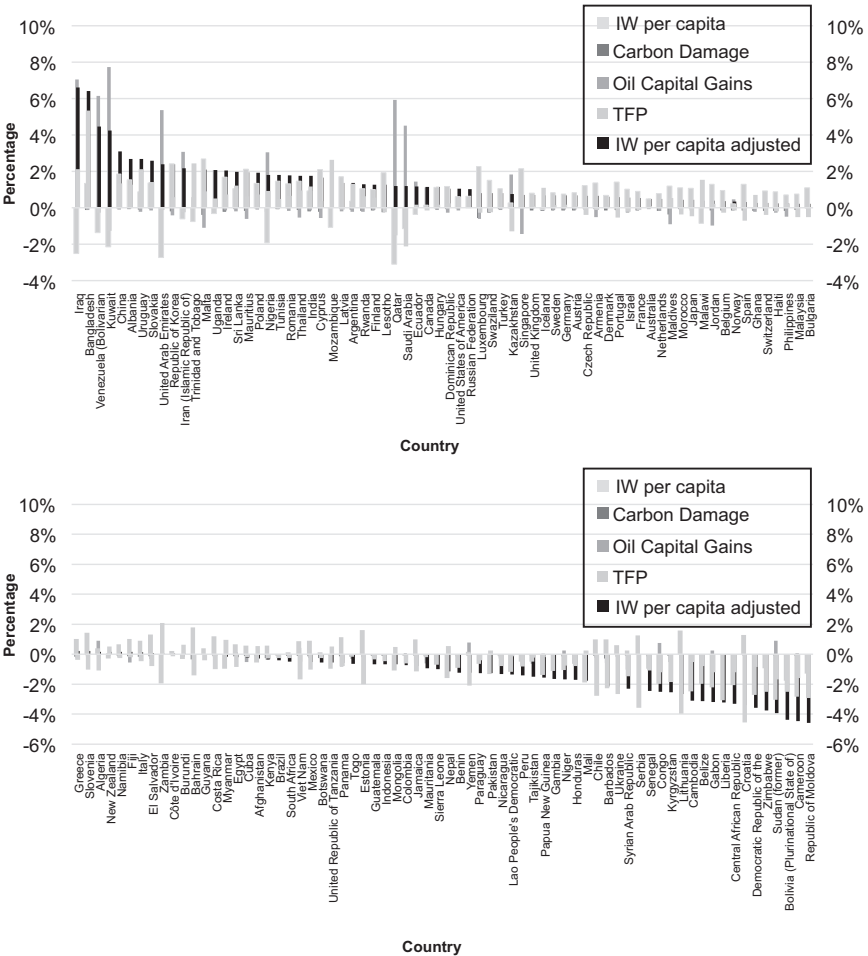 10%
8%
6%
4%
2%
0%
-2%
-4%
Percentage
IW per capita
Carbon Damage
Oil Capital Gains
TFP
IW per capita adjusted
10%
8%
6%
4%
2%
0%
-2%
-4%
Iraq
Bangladesh
Venezuela (Bolivarian
Kuwait
China
Albania
Uruguay
Slovakia
United Arab Emirates
Republic of Korea
Iran (Islamic Republic of)
Trinidad and Tobago
Malta
Uganda
Ireland
Sri Lanka
Mauritius
Poland
Nigeria
Tunisia
Romania
Thailand
India
Cyprus
Mozambique
Latvia
Argentina
Rwanda
Finland
Lesotho
Qatar
Saudi Arabia
Ecuador
Canada
Hungary
Dominican Republic
United States of America
Russian Federation
Luxembourg
Swaziland
Turkey
Kazakhstan
Singapore
United Kingdom
Iceland
Sweden
Germany
Austria
Czech Republic
Armenia
Denmark
Portugal
Israel
France
Australia
Netherlands
Maldives
Morocco
Japan
Malawi
Jordan
Belgium
Norway
Spain
Ghana
Switzerland
Haiti
Philippines
Malaysia
Bulgaria
Country
10%
8%
6%
4%
2%
0%
-2%
-4%
-6%
Percentage
IW per capita
Carbon Damage
Oil Capital Gains
TFP
IW per capita adjusted
10%
8%
6%
4%
2%
0%
-2%
-4%
-6%
Greece
Slovenia
Algeria
New Zealand
Namibia
Fiji
Italy
El Salvador
Zambia
Côte d'Ivoire
Burundi
Bahrain
Guyana
Costa Rica
Myanmar
Egypt
Cuba
Afghanistan
Kenya
Brazil
South Africa
Viet Nam
Mexico
Botswana
United Republic of Tanzania
Panama
Togo
Estonia
Guatemala
Indonesia
Mongolia
Colombia
Jamaica
Mauritania
Sierra Leone
Nepal
Benin
Yemen
Paraguay
Pakistan
Nicaragua
Lao People's Democratic
Peru
Tajikistan
Papua New Guinea
Gambia
Niger
Honduras
Mali
Chile
Barbados
Ukraine
Syrian Arab Republic
Serbia
Senegal
Congo
Kyrgyzstan
Lithuania
Cambodia
Belize
Gabon
Liberia
Central African Republic
Croatia
Democratic Republic of the
Zimbabwe
Sudan (former)
Bolivia (Plurinational State of)
Cameroon
Republic of Moldova
Country